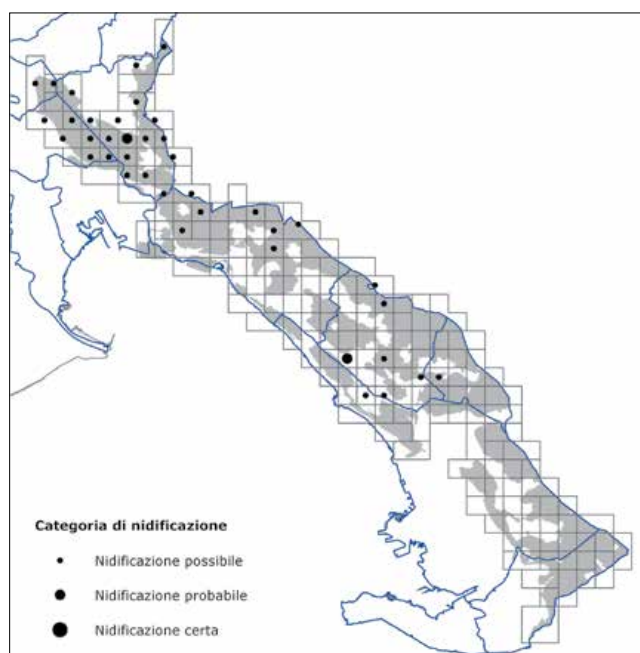 Categoria di nidificazione
Nidificazione possibile
Nidificazione probabile
Nidificazione certa